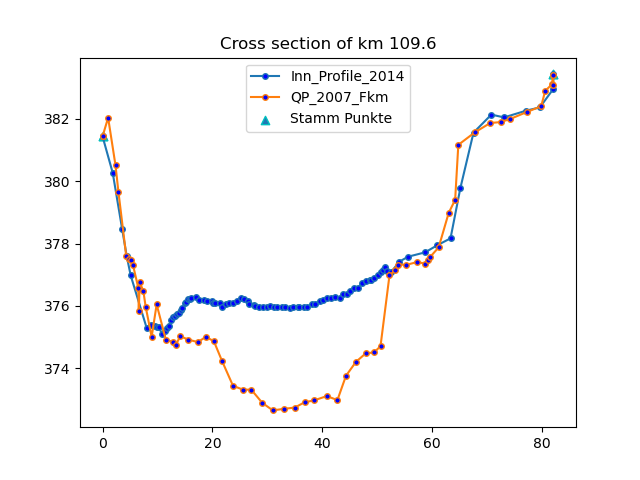 Cross section of km 109.6
Inn_Profile_2014
QP_2007_Fkm
Stamm Punkte
382
380
378
376
374
0 20 40 60 80